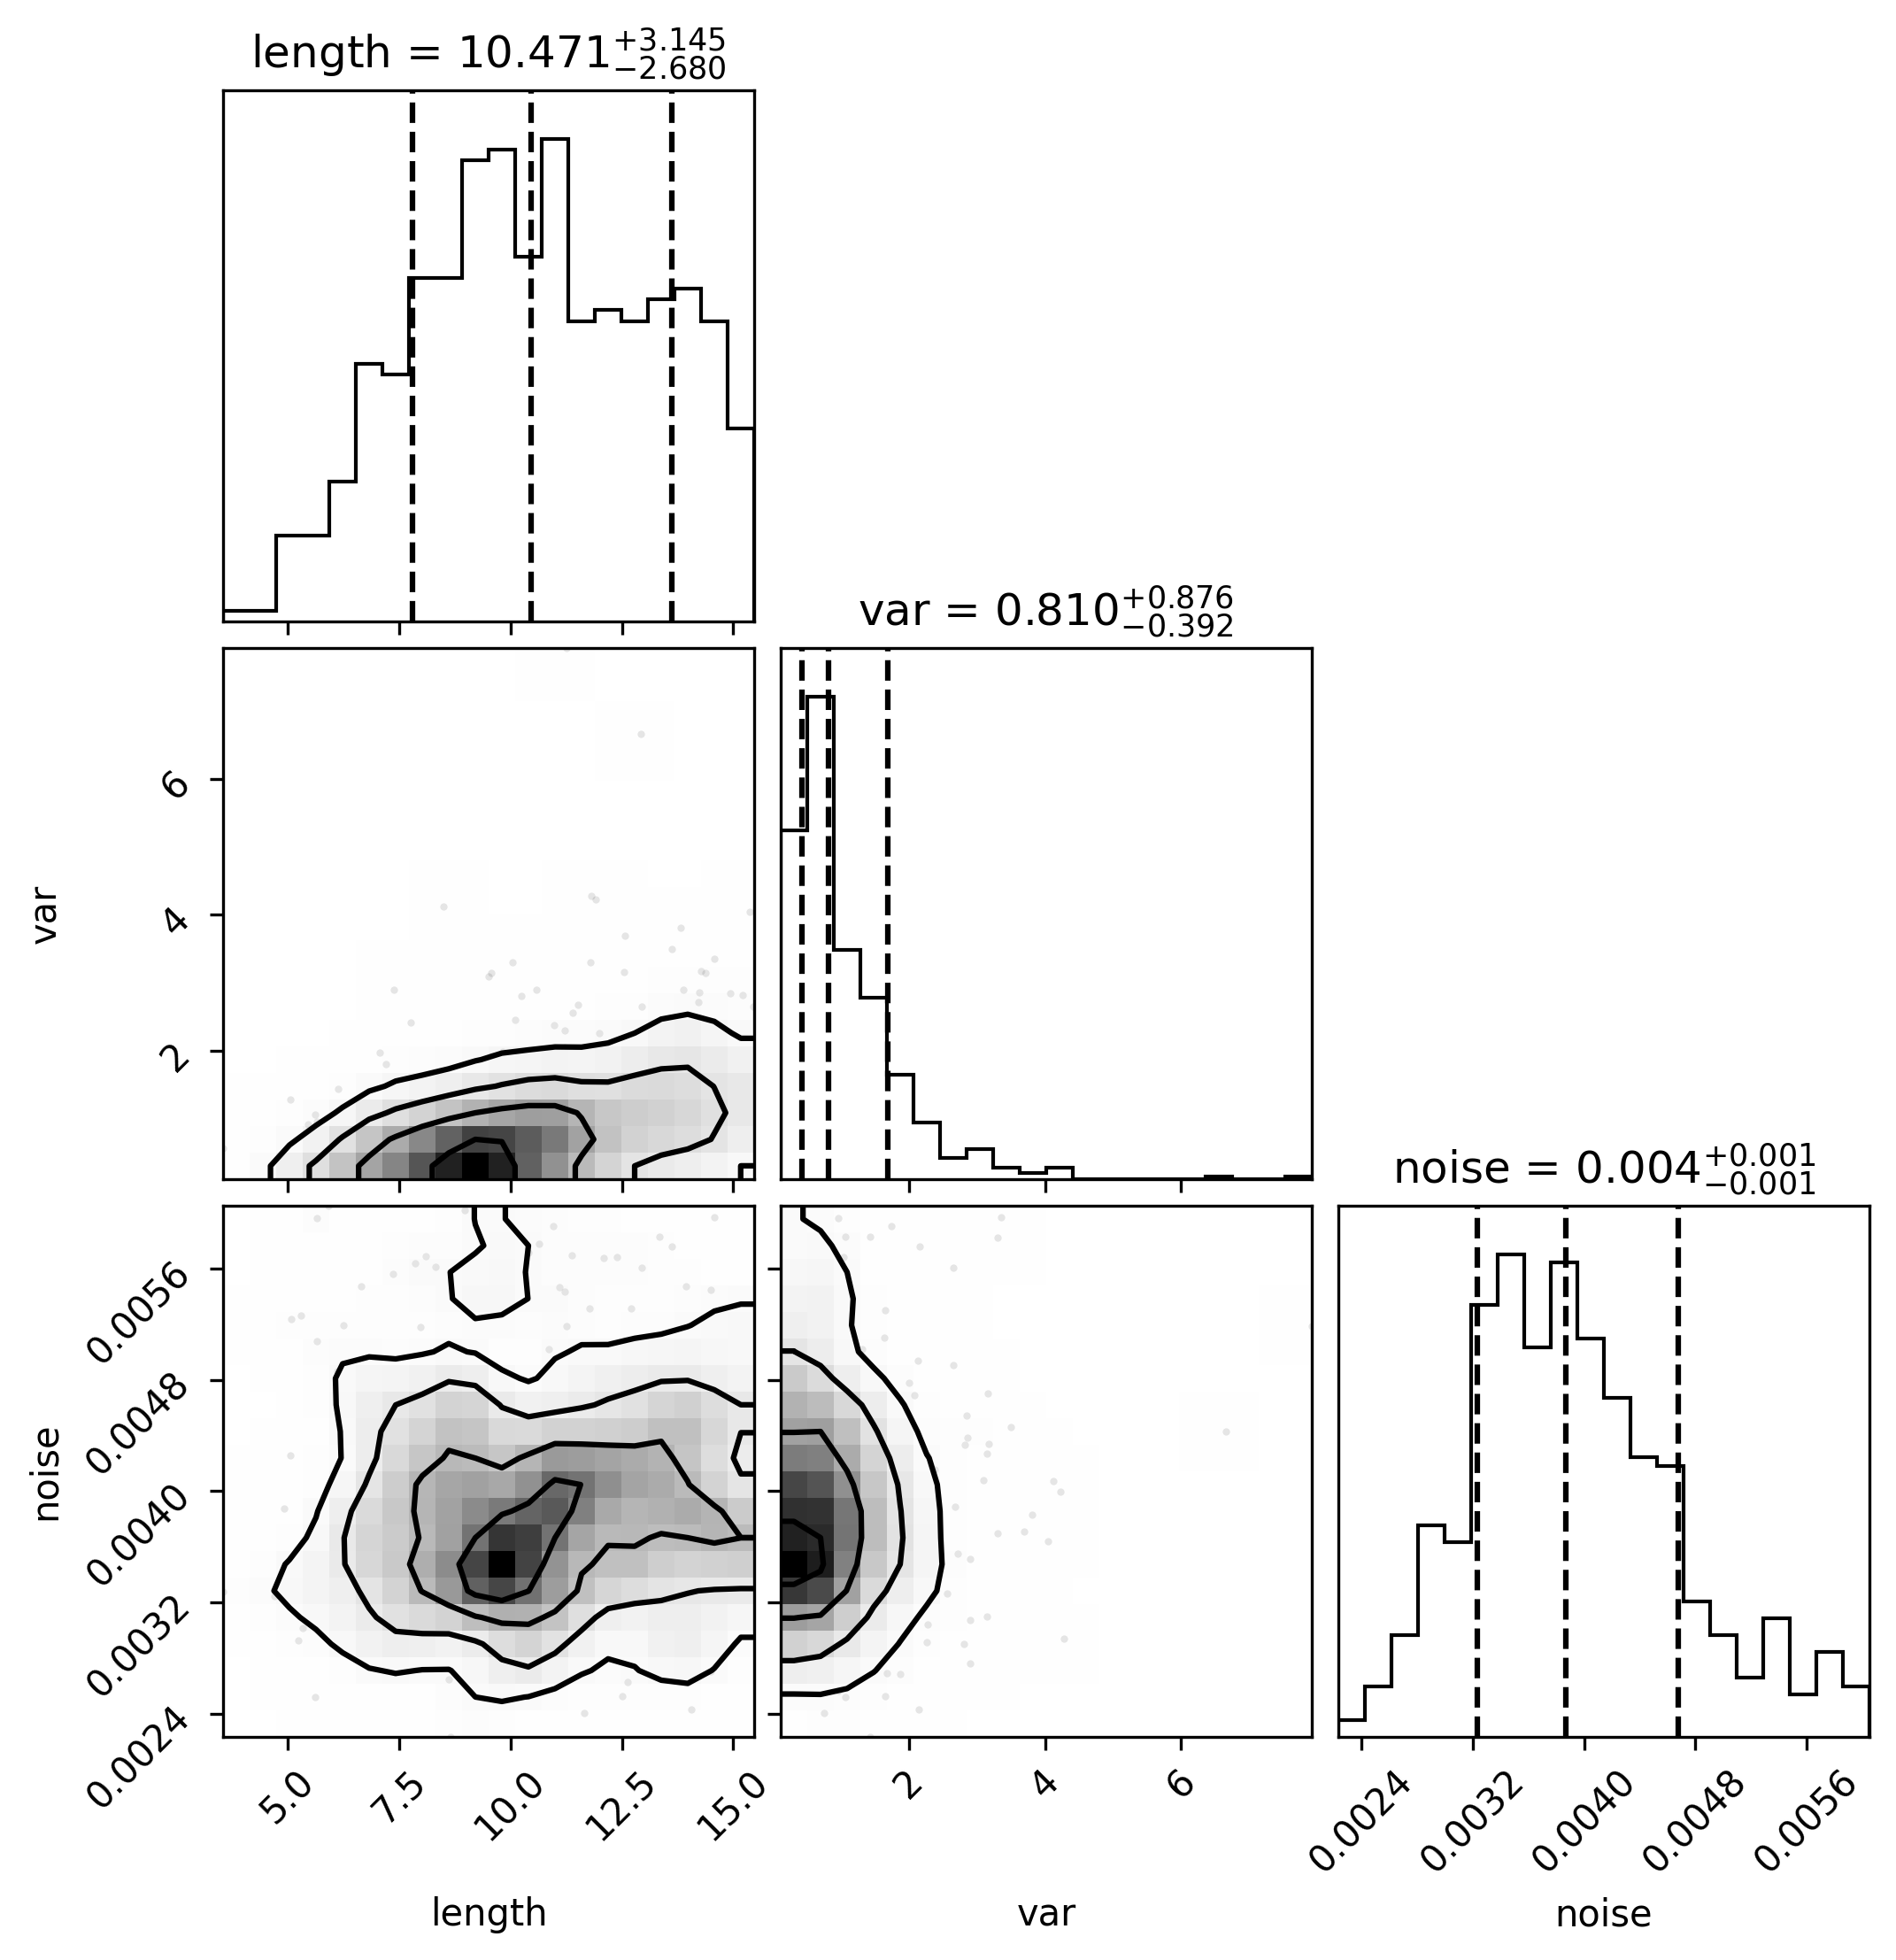 length = 10.471+3.145−2.680
var = 0.810+0.876−0.392
6
4
2
var
noise = 0.004+0.001−0.001
0.0056
0.0048
0.0040
0.0032
0.0024
noise
5.0 7.5 10.0 12.5 15.0
2 4 6
0.0024 0.0032 0.0040 0.0048 0.0056
length var noise